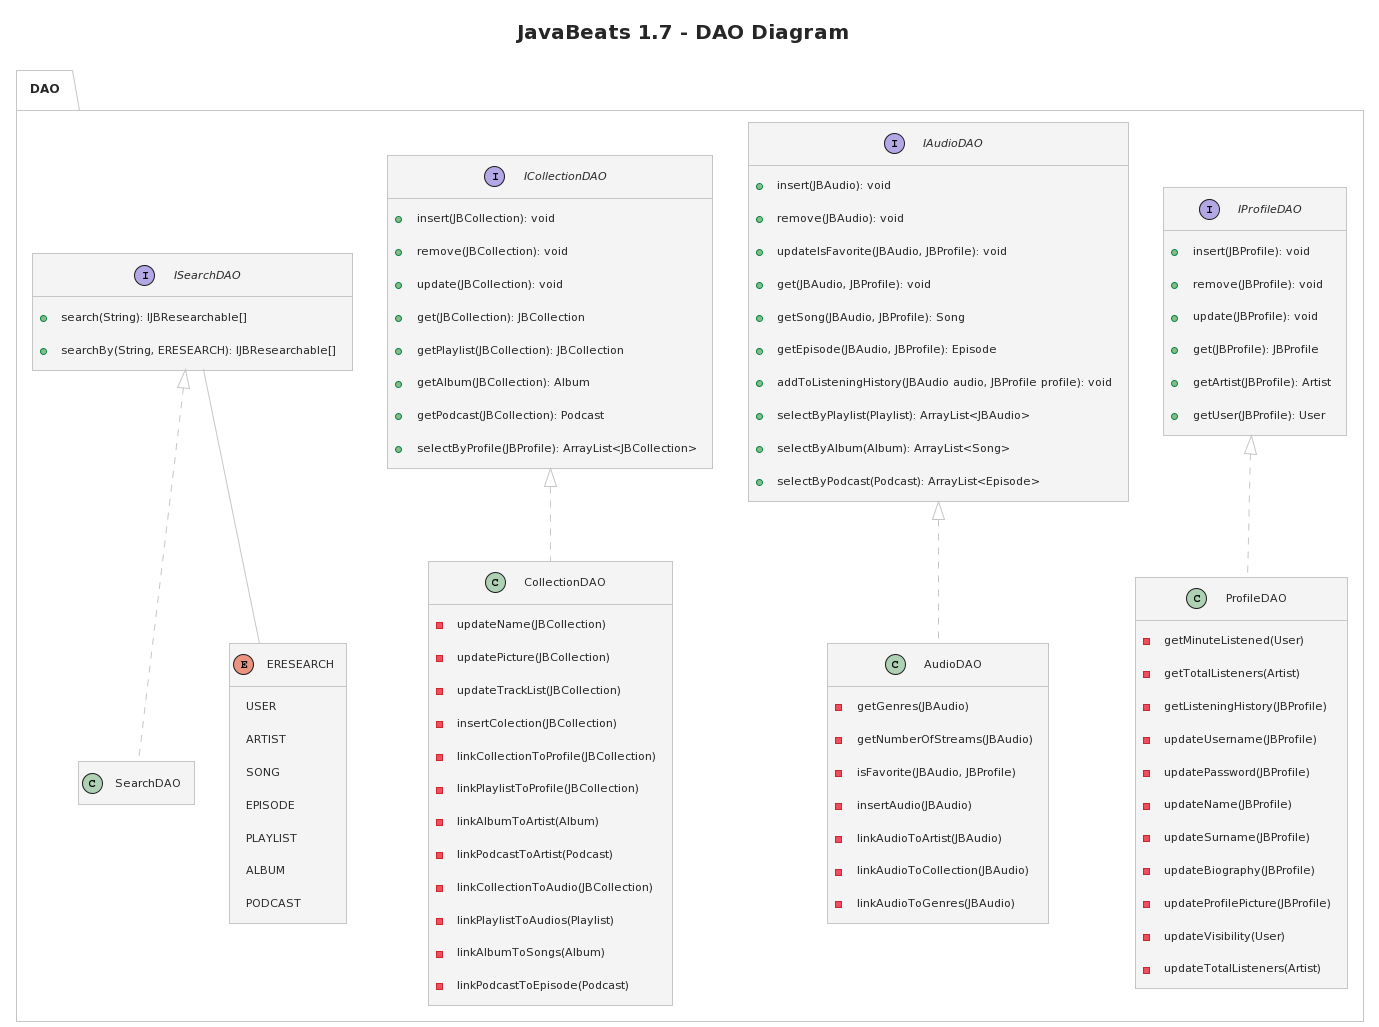 JavaBeats 1.7 - DAO Diagram
DAO
I ISearchDAO
search(String): IJBResearchable[]
searchBy(String, ERESEARCH): IJBResearchable[]
I ICollectionDAO
insert(JBCollection): void
remove(JBCollection): void
update(JBCollection): void
get(JBCollection): JBCollection
getPlaylist(JBCollection): JBCollection
getAlbum(JBCollection): Album
getPodcast(JBCollection): Podcast
selectByProfile(JBProfile): ArrayList<JBCollection>
I IAudioDAO
insert(JBAudio): void
remove(JBAudio): void
updateIsFavorite(JBAudio, JBProfile): void
get(JBAudio, JBProfile): void
getSong(JBAudio, JBProfile): Song
getEpisode(JBAudio, JBProfile): Episode
addToListeningHistory(JBAudio audio, JBProfile profile): void
selectByPlaylist(Playlist): ArrayList<JBAudio>
selectByAlbum(Album): ArrayList<Song>
selectByPodcast(Podcast): ArrayList<Episode>
I IProfileDAO
insert(JBProfile): void
remove(JBProfile): void
update(JBProfile): void
get(JBProfile): JBProfile
getArtist(JBProfile): Artist
getUser(JBProfile): User
C SearchDAO
E ERESEARCH
USER
ARTIST
SONG
EPISODE
PLAYLIST
ALBUM
PODCAST
C CollectionDAO
updateName(JBCollection)
updatePicture(JBCollection)
updateTrackList(JBCollection)
insertColection(JBCollection)
linkCollectionToProfile(JBCollection)
linkPlaylistToProfile(JBCollection)
linkAlbumToArtist(Album)
linkPodcastToArtist(Podcast)
linkCollectionToAudio(JBCollection)
linkPlaylistToAudios(Playlist)
linkAlbumToSongs(Album)
linkPodcastToEpisode(Podcast)
C AudioDAO
getGenres(JBAudio)
getNumberOfStreams(JBAudio)
isFavorite(JBAudio, JBProfile)
insertAudio(JBAudio)
linkAudioToArtist(JBAudio)
linkAudioToCollection(JBAudio)
linkAudioToGenres(JBAudio)
C ProfileDAO
getMinuteListened(User)
getTotalListeners(Artist)
getListeningHistory(JBProfile)
updateUsername(JBProfile)
updatePassword(JBProfile)
updateName(JBProfile)
updateSurname(JBProfile)
updateBiography(JBProfile)
updateProfilePicture(JBProfile)
updateVisibility(User)
updateTotalListeners(Artist)